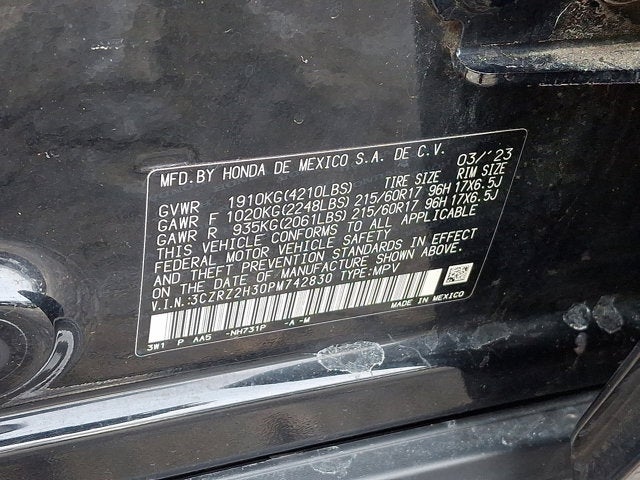 MFD. BY HONDA DE MEXICO S.A. DE C.V. 03/'23
TIRE SIZE RIM SIZE
GVWR 1910KG(4210LBS)
GAWR F 1020KG(2248LBS) 215/60R17 96H 17X6.5J
GAWR R 935KG(2061LBS) 215/60R17 96H 17X6.5J
THIS VEHICLE CONFORMS TO ALL APPLICABLE
FEDERAL MOTOR VEHICLE SAFETY
AND THEFT PREVENTION STANDARDS IN EFFECT
ON THE DATE OF MANUFACTURE SHOWN ABOVE.
V.I.N.:3CZRZ2H30PM742830 TYPE:MPV
MADE IN MEXICO
3W1 P AA5 -NH731P -A -M